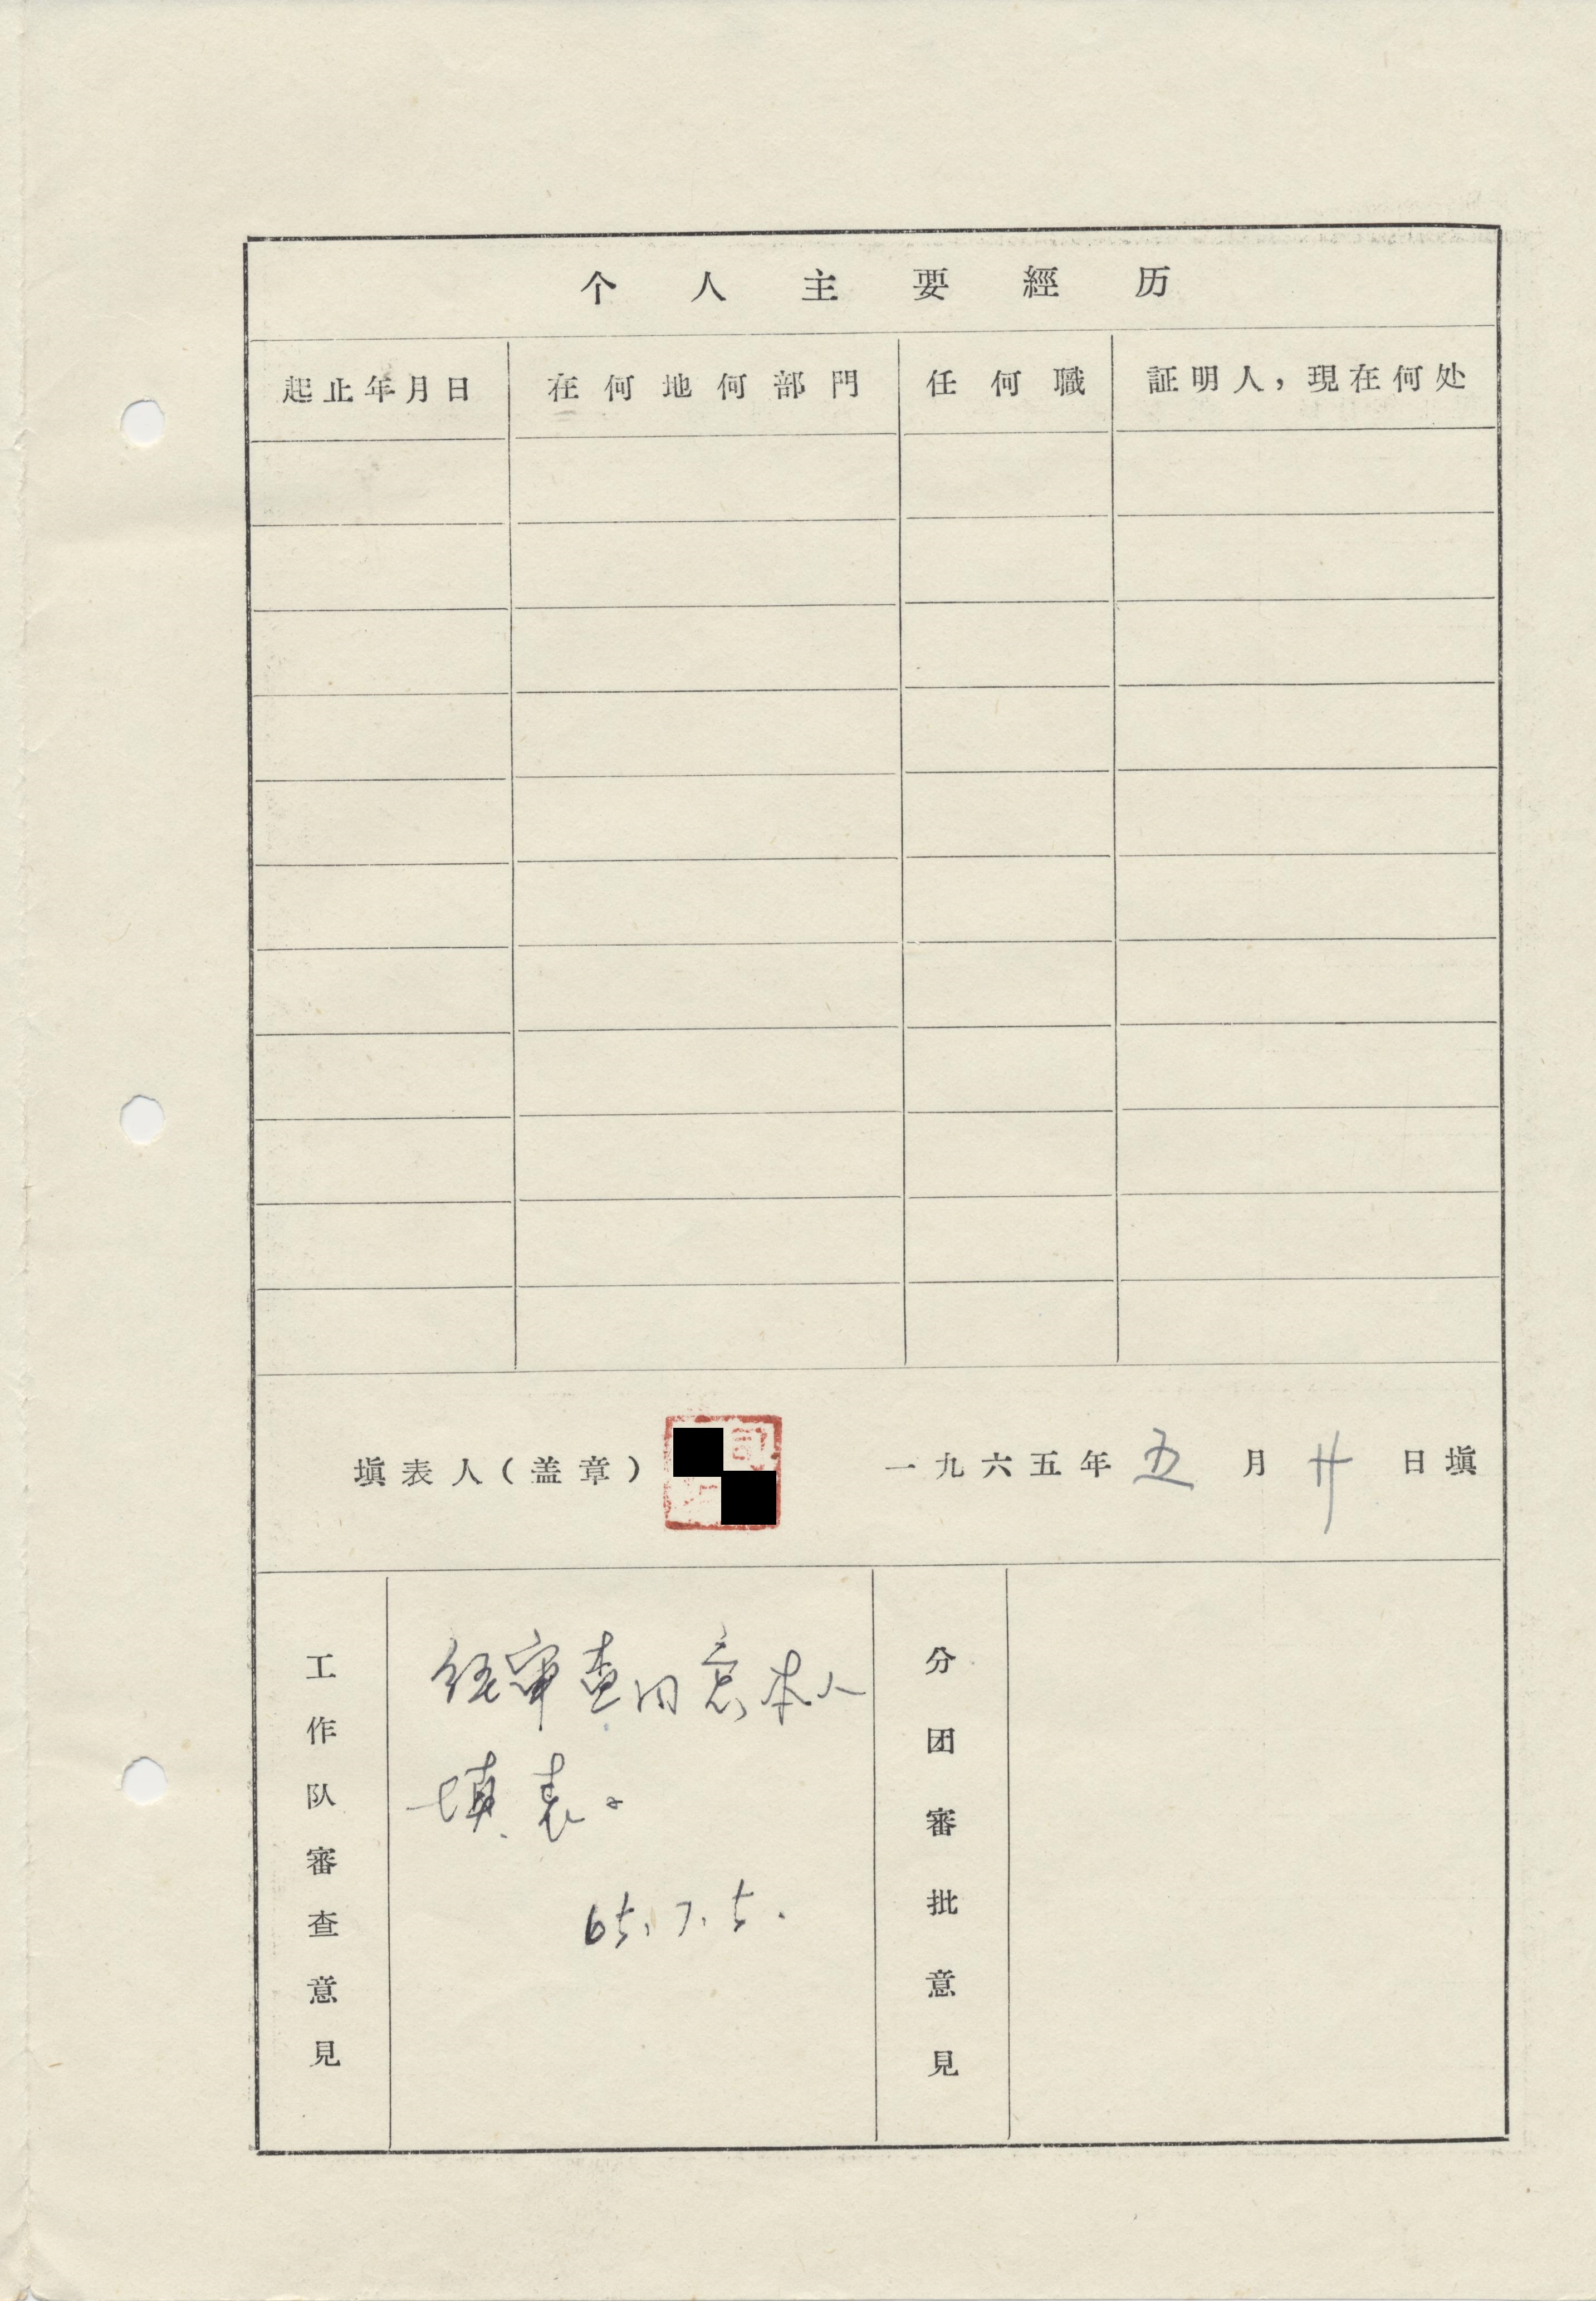 个人主要經历
起止年月日 在何地何部門 任何職 証明人，現在何处
填表人（盖章） 一九六五年五月廿日填
工作队審查意見
经审查同意本人
填表。
65.7.5.
分团審批意見